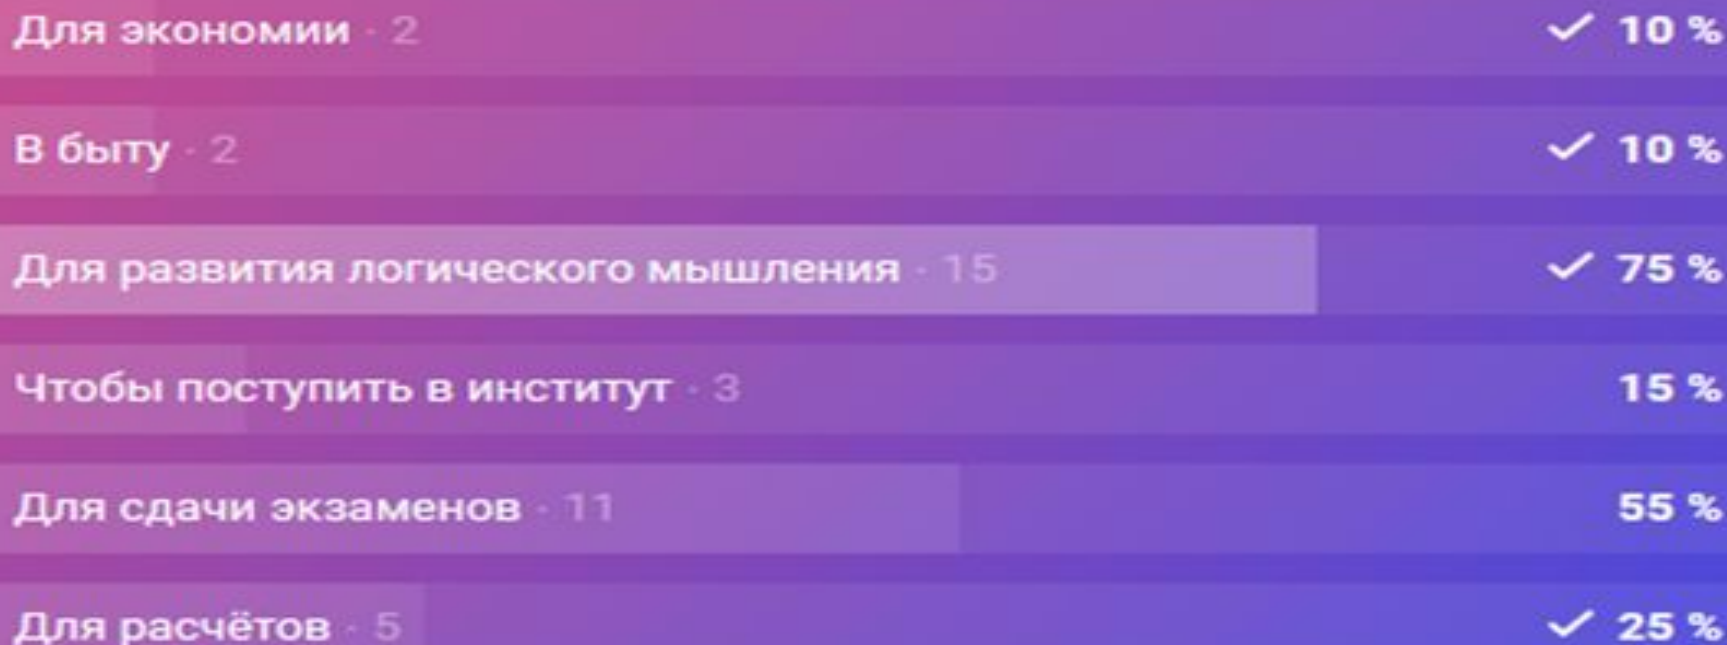 Для экономии · 2 10 %
В быту · 2 10 %
Для развития логического мышления · 15 75 %
Чтобы поступить в институт · 3 15 %
Для сдачи экзаменов · 11 55 %
Для расчётов · 5 25 %